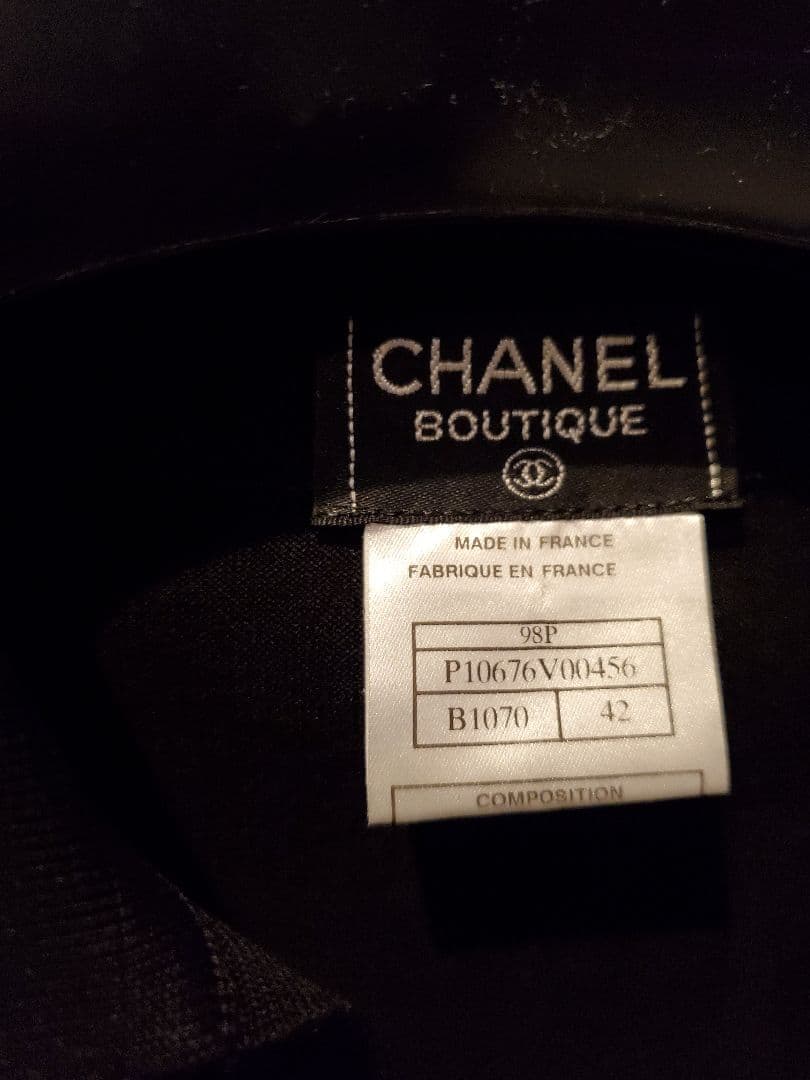 CHANEL
BOUTIQUE
MADE IN FRANCE
FABRIQUE EN FRANCE
98P
P10676V00456
B1070 42
COMPOSITION